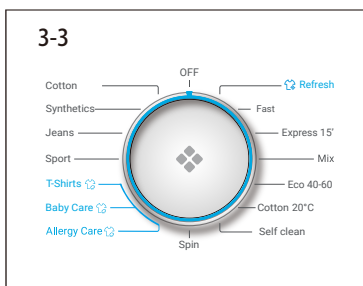 3-3
OFF
Cotton
Refresh
Synthetics
Fast
Jeans
Express 15'
Sport
Mix
T-Shirts
Eco 40-60
Baby Care
Cotton 20°C
Allergy Care
Self clean
Spin